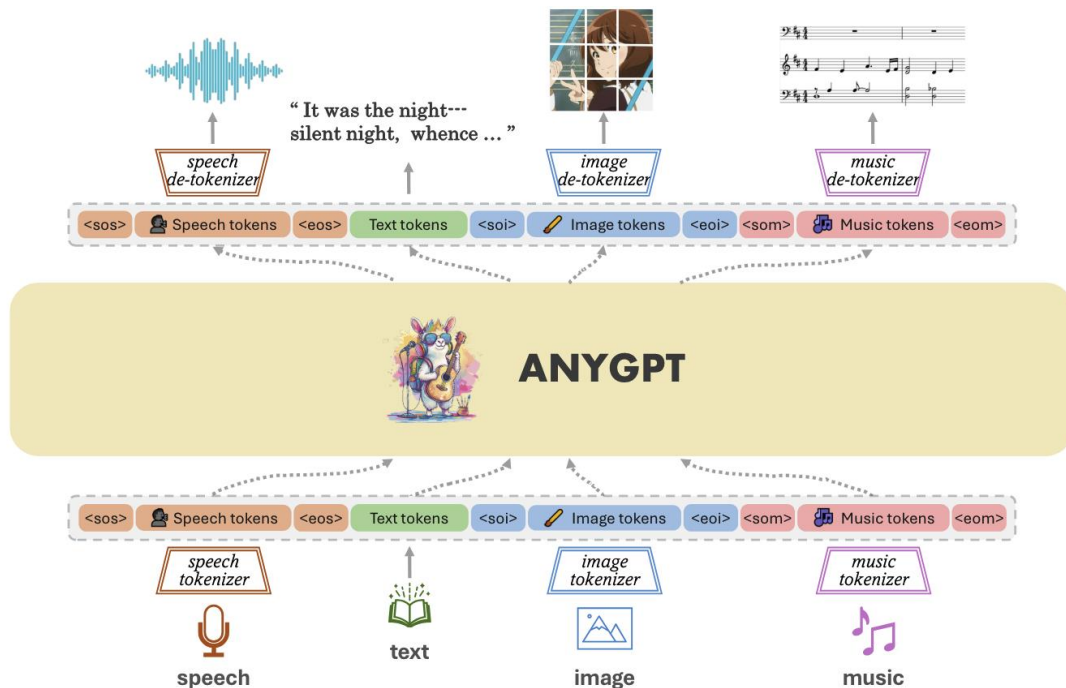 “ It was the night---
silent night, whence ... ”
speech
de-tokenizer
image
de-tokenizer
music
de-tokenizer
<sos> Speech tokens <eos> Text tokens <soi> Image tokens <eoi> <som> Music tokens <eom>
ANYGPT
<sos> Speech tokens <eos> Text tokens <soi> Image tokens <eoi> <som> Music tokens <eom>
speech
tokenizer
image
tokenizer
music
tokenizer
text
speech
image
music